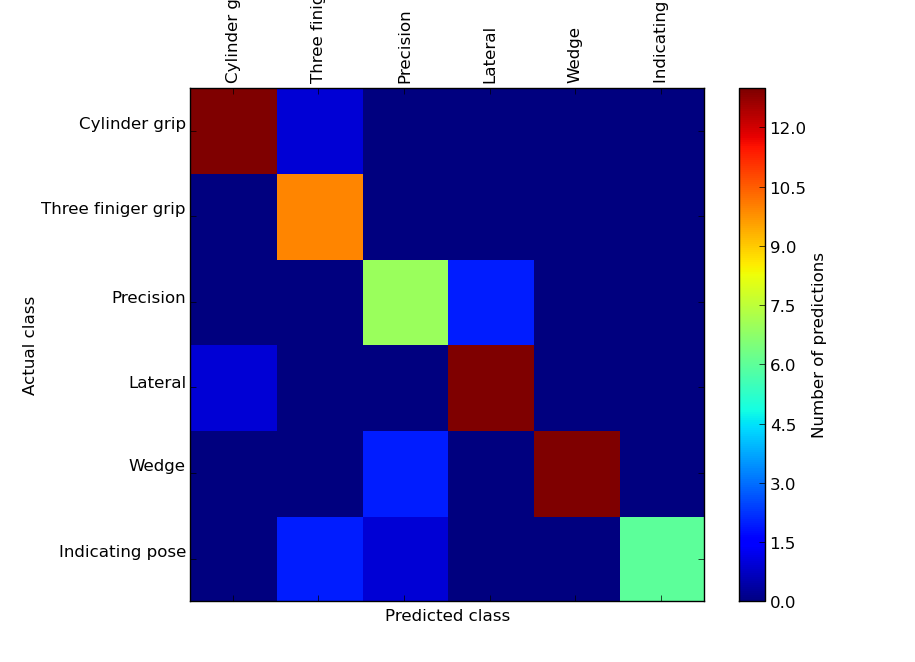 Cylinder g
Three finig
Precision
Lateral
Wedge
Indicating
Cylinder grip
Three finiger grip
Precision
Lateral
Wedge
Indicating pose
Actual class
Predicted class
12.0
10.5
9.0
7.5
6.0
4.5
3.0
1.5
0.0
Number of predictions